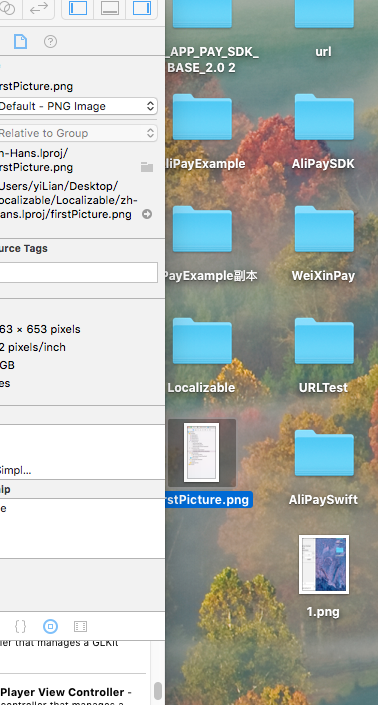 rstPicture.png
Default - PNG Image
Relative to Group
h-Hans.lproj/
rstPicture.png
Users/yiLian/Desktop/
ocalizable/Localizable/zh-
ans.lproj/firstPicture.png
urce Tags
63 × 653 pixels
2 pixels/inch
GB
es
Simpl...
hip
e
ler that manages a GLKit
Player View Controller -
controller that manages a
_APP_PAY_SDK_
BASE_2.0 2
url
liPayExample
AliPaySDK
PayExample副本
WeiXinPay
Localizable
URLTest
rstPicture.png
AliPaySwift
1.png